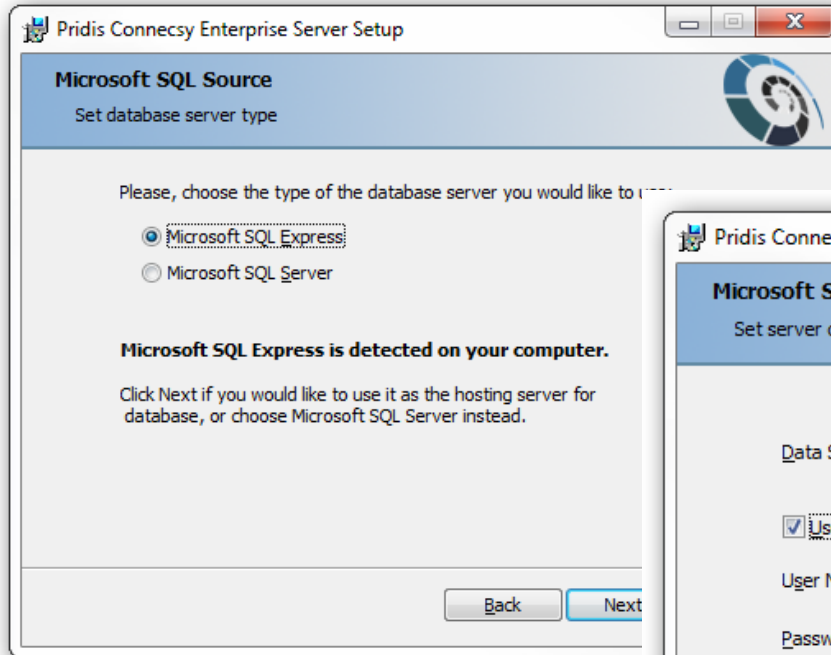 Pridis Connecsy Enterprise Server Setup
Microsoft SQL Source
Set database server type
Please, choose the type of the database server you would like to
Microsoft SQL Express
Microsoft SQL Server
Microsoft SQL Express is detected on your computer.
Click Next if you would like to use it as the hosting server for
database, or choose Microsoft SQL Server instead.
Back
Next
Pridis Conne
Microsoft S
Set server
Data S
Us
User N
Passw